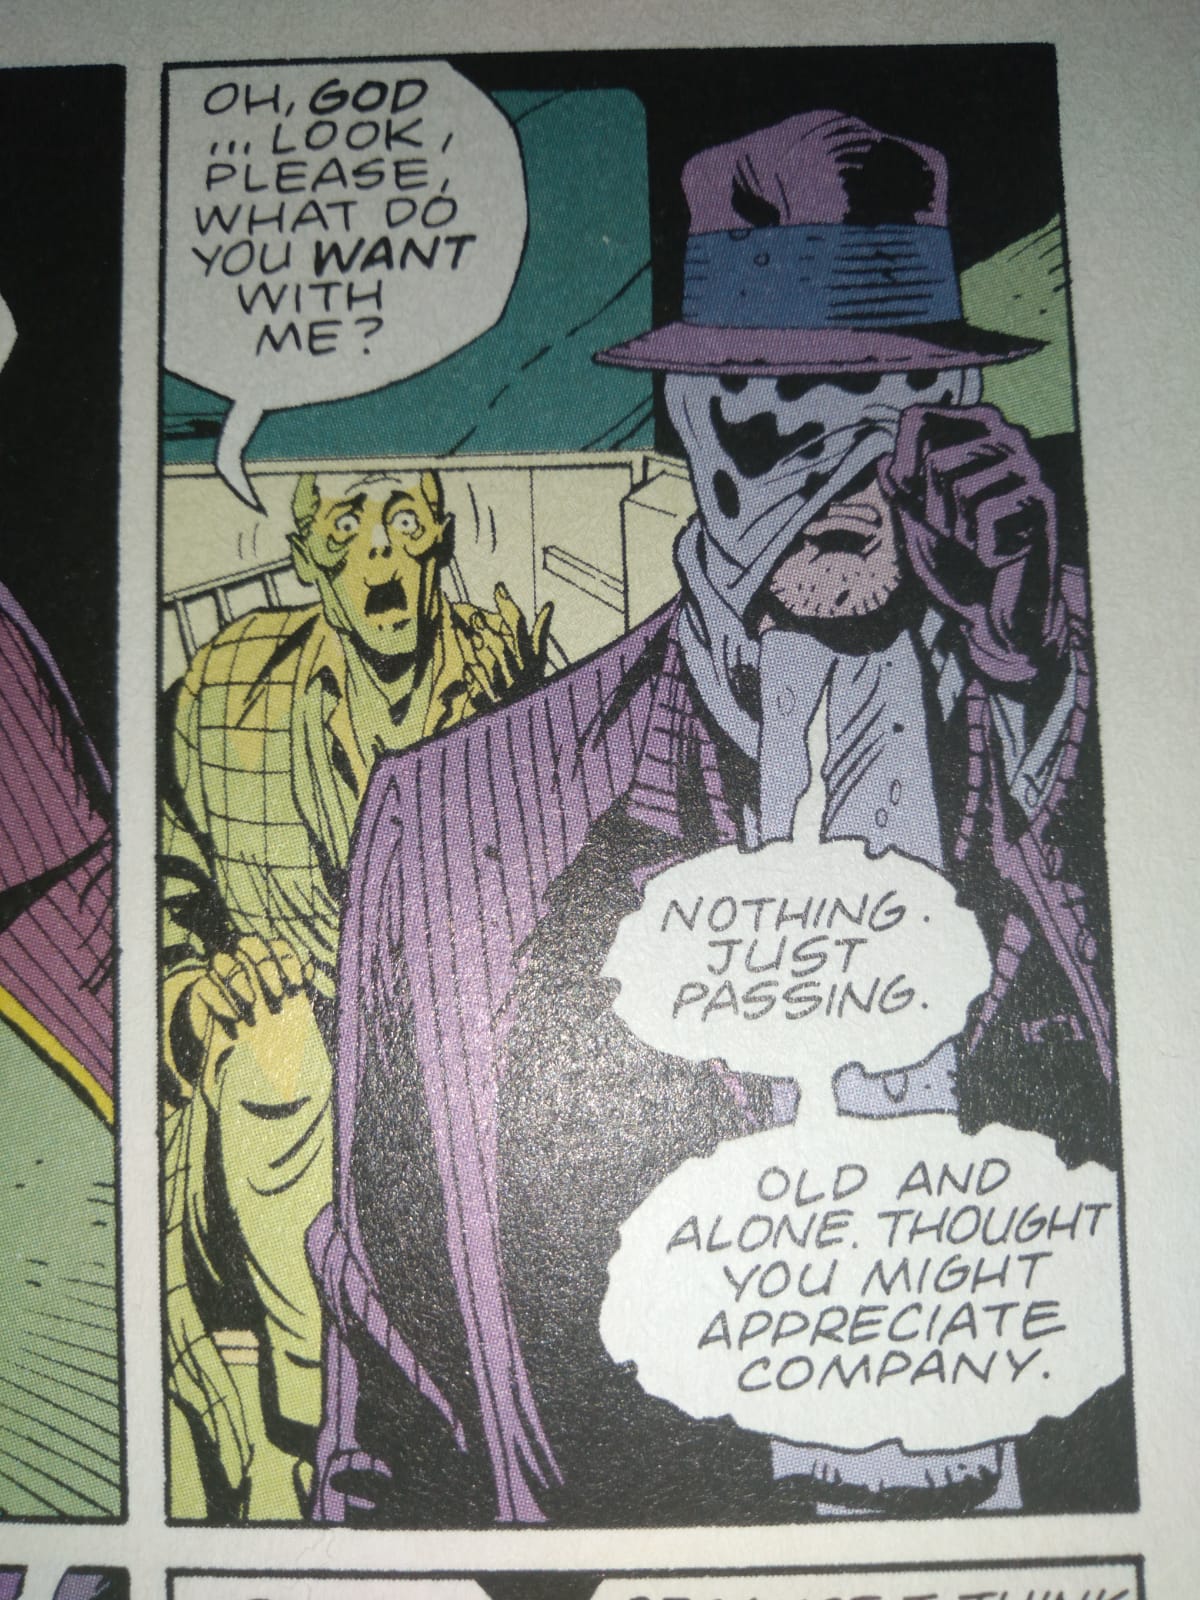 OH, GOD
... LOOK,
PLEASE,
WHAT DO
YOU WANT
WITH
ME?
NOTHING.
JUST
PASSING.
OLD AND
ALONE. THOUGHT
YOU MIGHT
APPRECIATE
COMPANY.
I THINK